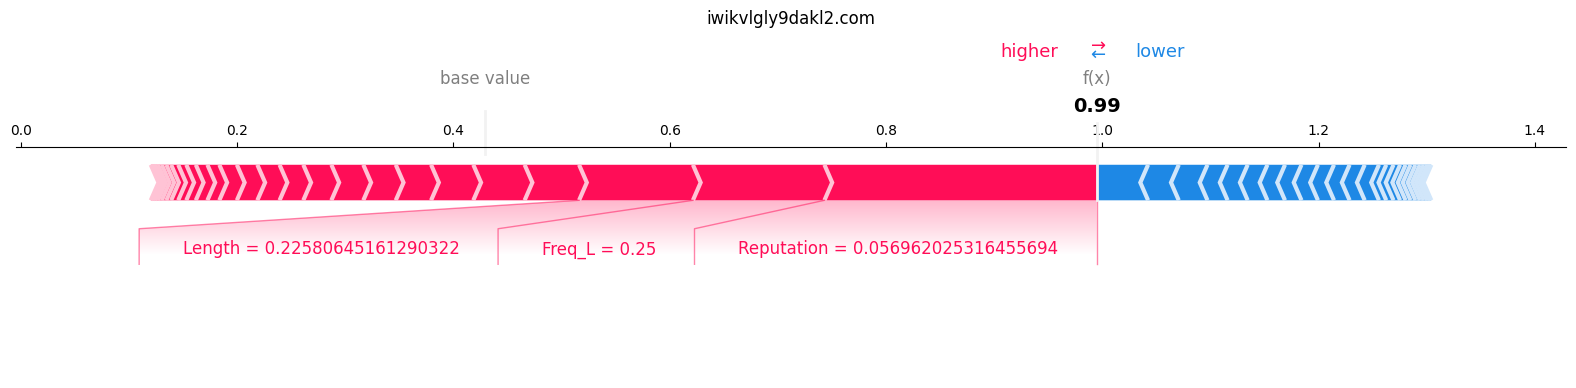 iwikvlgly9dakl2.com
higher ⇄ lower
base value f(x)
0.99
0.0 0.2 0.4 0.6 0.8 1.0 1.2 1.4
Length = 0.22580645161290322 Freq_L = 0.25 Reputation = 0.056962025316455694